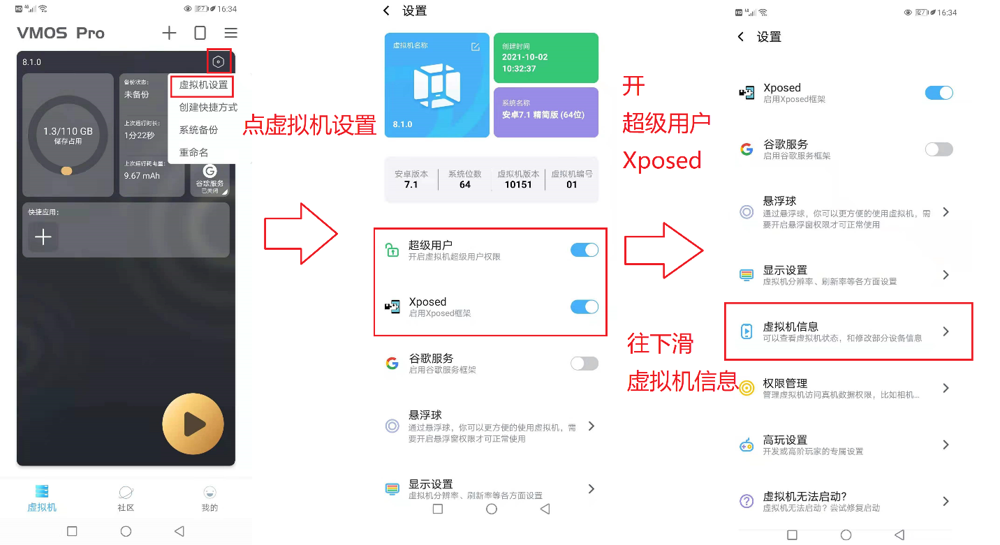 HD 4G 27 16:34
VMOS Pro
8.1.0
虚拟机设置
创建快捷方式
系统备份
重命名
1.3/110 GB
储存占用
备份状态:
未备份
上次运行时长:
1分22秒
上次运行耗电量:
9.67 mAh
谷歌服务
已关闭
快捷应用:
虚拟机
社区
我的
点虚拟机设置
设置
虚拟机名称
8.1.0
创建时间
2021-10-02
10:32:37
系统名称
安卓7.1 精简版 (64位)
安卓版本
7.1
系统位数
64
虚拟机版本
10151
虚拟机编号
01
超级用户
开启虚拟机超级用户权限
Xposed
启用Xposed框架
谷歌服务
启用谷歌服务框架
悬浮球
通过悬浮球，你可以更方便的使用虚拟机，需
要开启悬浮窗权限才可正常使用
显示设置
虚拟机分辨率、刷新率等各方面设置
开
超级用户
Xposed
往下滑
虚拟机信息
HD 4G 27 16:34
设置
Xposed
启用Xposed框架
谷歌服务
启用谷歌服务框架
悬浮球
通过悬浮球，你可以更方便的使用虚拟机，需
要开启悬浮窗权限才可正常使用
显示设置
虚拟机分辨率、刷新率等各方面设置
虚拟机信息
可以查看虚拟机状态，和修改部分设备信息
权限管理
管理虚拟机访问真机数据权限，比如相机...
高玩设置
开发或高阶玩家的专属设置
虚拟机无法启动?
虚拟机无法启动? 尝试修复启动